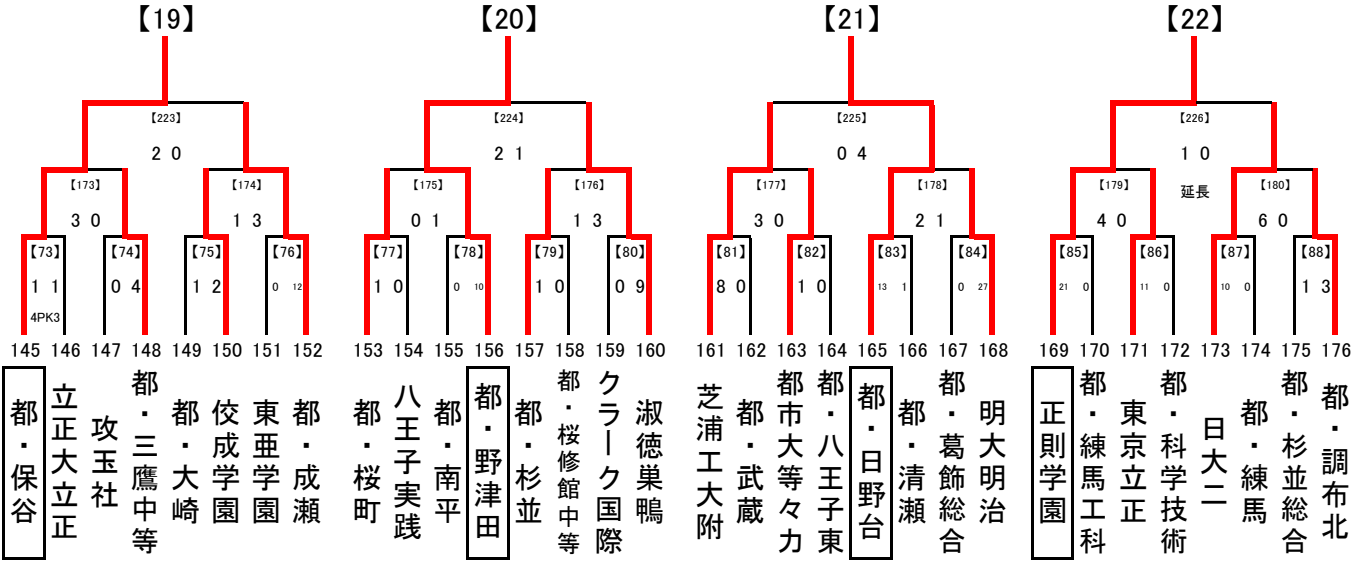 【19】 【20】 【21】 【22】
【223】 【224】 【225】 【226】
2 0 2 1 0 4 1 0
【173】 【174】 【175】 【176】 【177】 【178】 【179】 延長 【180】
3 0 1 3 0 1 1 3 3 0 2 1 4 0 6 0
【73】 【74】 【75】 【76】 【77】 【78】 【79】 【80】 【81】 【82】 【83】 【84】 【85】 【86】 【87】 【88】
1 1 0 4 1 2 0 12 1 0 0 10 1 0 0 9 8 0 1 0 13 1 0 27 21 0 11 0 10 0 1 3
4PK3
145 146 147 148 149 150 151 152 153 154 155 156 157 158 159 160 161 162 163 164 165 166 167 168 169 170 171 172 173 174 175 176
都・保谷
立正大立正
攻玉社
都・三鷹中等
都・大崎
佼成学園
東亜学園
都・成瀬
都・桜町
八王子実践
都・南平
都・野津田
都・杉並
都・桜修館中等
クラーク国際
淑徳巣鴨
芝浦工大附
都・武蔵
都市大等々力
都・八王子東
都・日野台
都・清瀬
都・葛飾総合
明大明治
正則学園
都・練馬工科
東京立正
都・科学技術
日大二
都・練馬
都・杉並総合
都・調布北